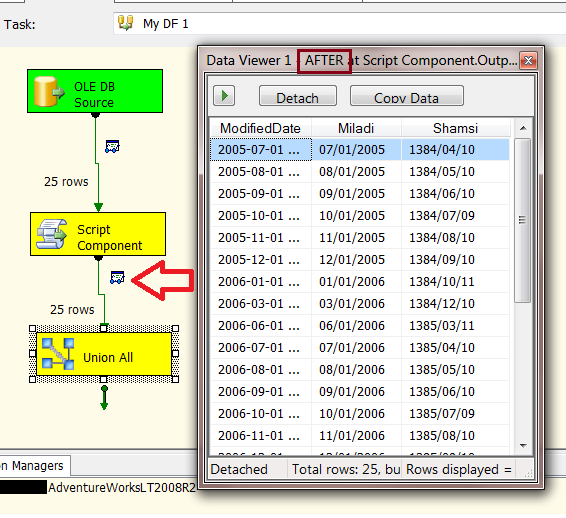 Task:
My DF 1
Data Viewer 1 - AFTER at Script Component.Outp...
Detach
Copy Data
ModifiedDate Miladi Shamsi
2005-07-01 ... 07/01/2005 1384/04/10
2005-08-01 ... 08/01/2005 1384/05/10
2005-09-01 ... 09/01/2005 1384/06/10
2005-10-01 ... 10/01/2005 1384/07/09
2005-11-01 ... 11/01/2005 1384/08/10
2005-12-01 ... 12/01/2005 1384/09/10
2006-01-01 ... 01/01/2006 1384/10/11
2006-03-01 ... 03/01/2006 1384/12/10
2006-06-01 ... 06/01/2006 1385/03/11
2006-07-01 ... 07/01/2006 1385/04/10
2006-08-01 ... 08/01/2006 1385/05/10
2006-09-01 ... 09/01/2006 1385/06/10
2006-10-01 ... 10/01/2006 1385/07/09
2006-11-01 ... 11/01/2006 1385/08/10
Detached Total rows: 25, bu Rows displayed =
OLE DB
Source
25 rows
Script
Component
25 rows
Union All
on Managers
AdventureWorksLT2008R2